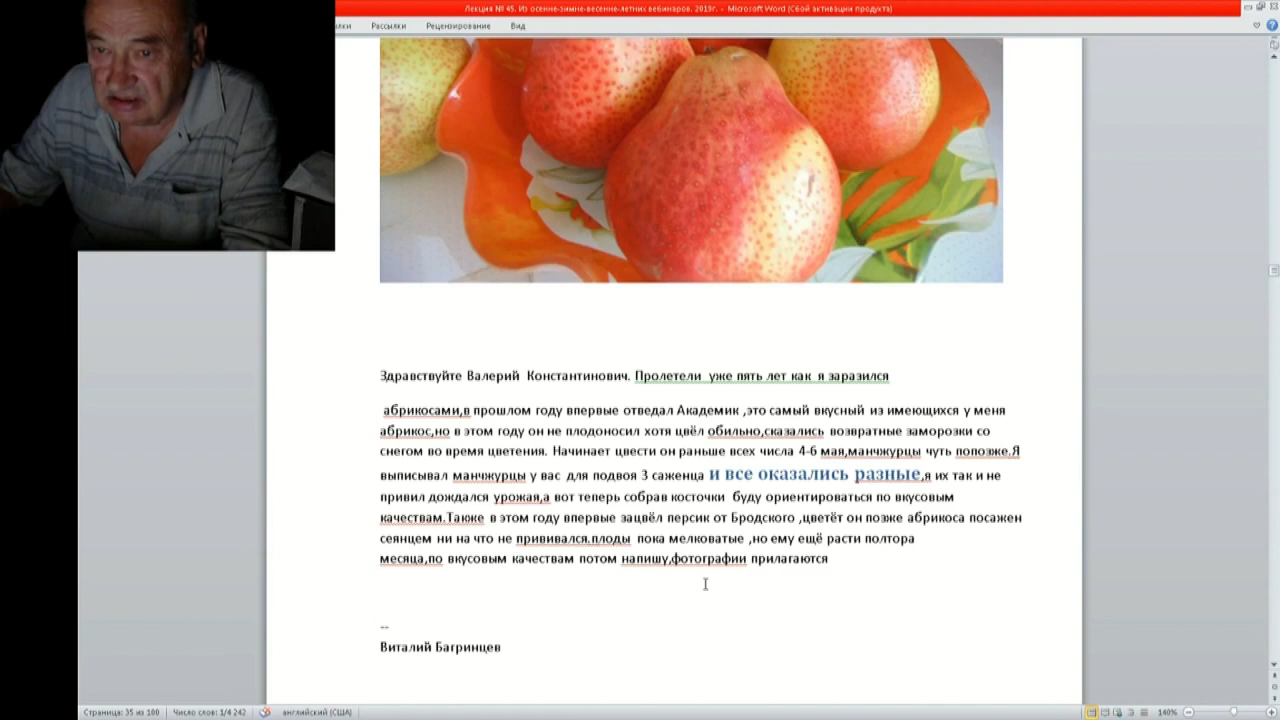 Лекция № 45. Из осенне-зимне-весенне-летних вебинаров. 2019г. - Microsoft Word (Сбой активации продукта)
Рассылки Рецензирование Вид
Здравствуйте Валерий Константинович. Пролетели уже пять лет как я заразился
абрикосами,в прошлом году впервые отведал Академик ,это самый вкусный из имеющихся у меня
абрикос,но в этом году он не плодоносил хотя цвёл обильно,сказались возвратные заморозки со
снегом во время цветения. Начинает цвести он раньше всех числа 4-6 мая,манчжурцы чуть попозже.Я
выписывал манчжурцы у вас для подвоя 3 саженца и все оказались разные,я их так и не
привил дождался урожая,а вот теперь собрав косточки буду ориентироваться по вкусовым
качествам.Также в этом году впервые зацвёл персик от Бродского ,цветёт он позже абрикоса посажен
сеянцем ни на что не прививался.плоды пока мелковатые ,но ему ещё расти полтора
месяца,по вкусовым качествам потом напишу,фотографии прилагаются
--
Виталий Багринцев
Страница: 35 из 100 Число слов: 1/4 242 английский (США) 140%